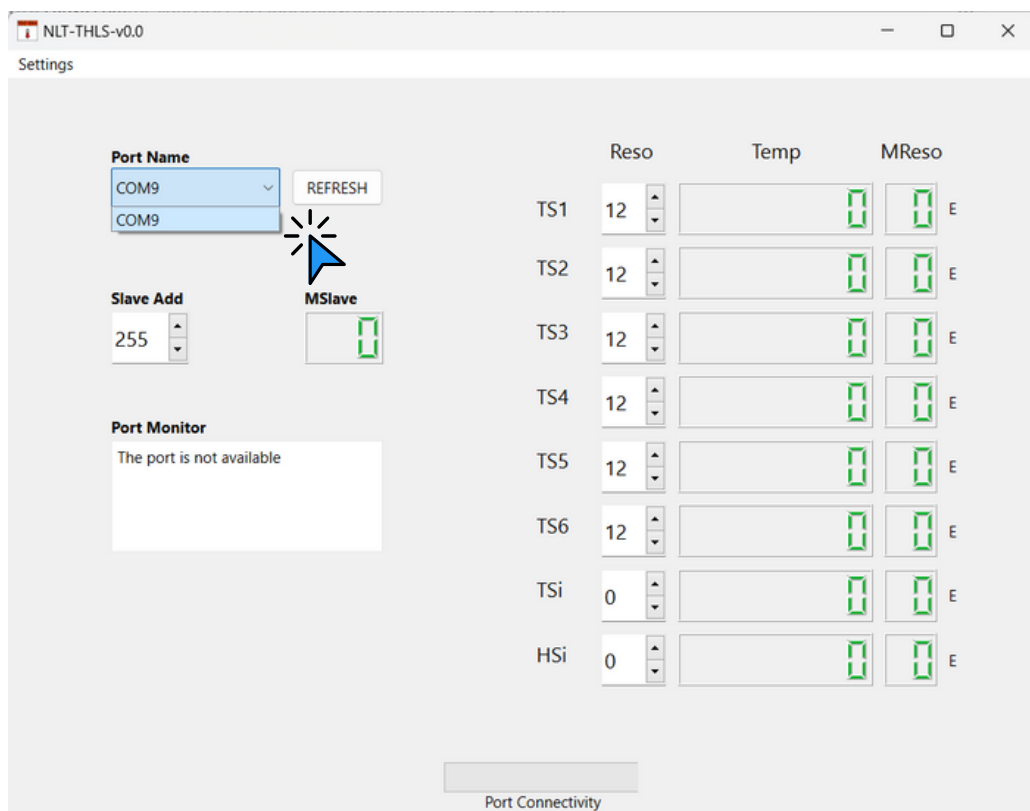 NLT-THLS-v0.0
Settings
Port Name
COM9 REFRESH
COM9
Slave Add MSlave
255 0
Port Monitor
The port is not available
Reso Temp MReso
TS1 12 0 0 E
TS2 12 0 0 E
TS3 12 0 0 E
TS4 12 0 0 E
TS5 12 0 0 E
TS6 12 0 0 E
TSi 0 0 0 E
HSi 0 0 0 E
Port Connectivity